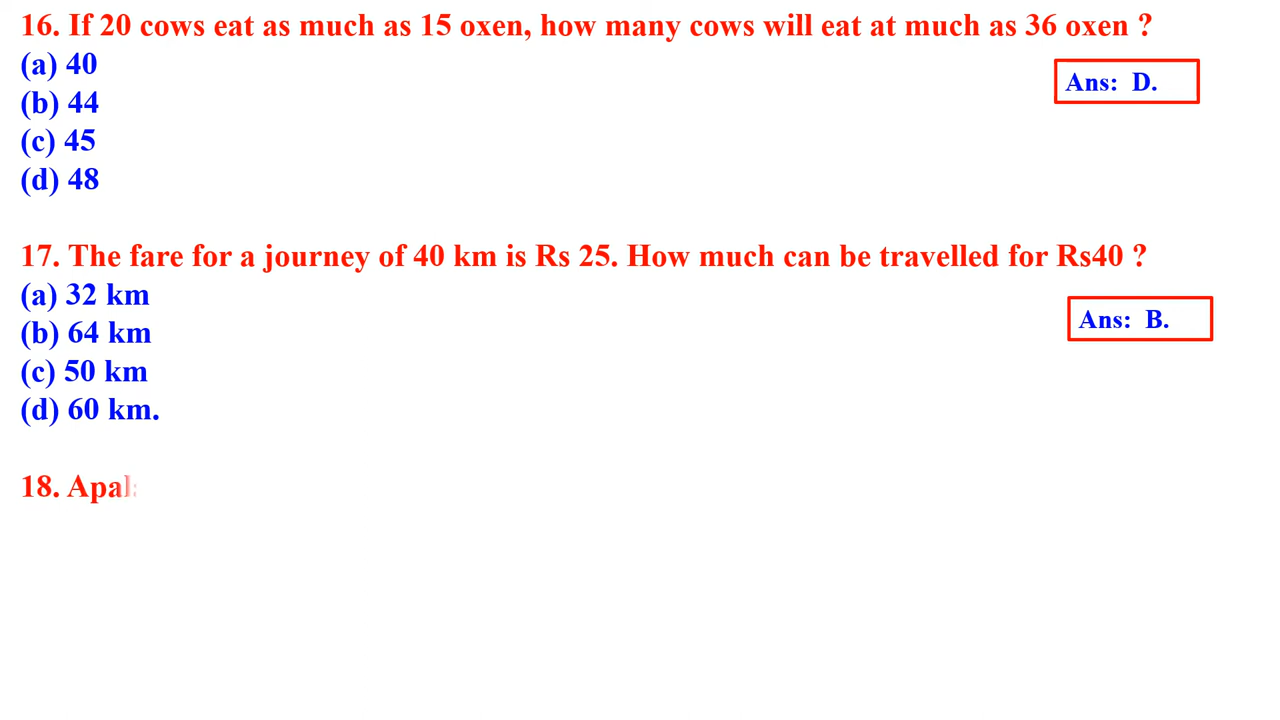 16. If 20 cows eat as much as 15 oxen, how many cows will eat at much as 36 oxen ?
(a) 40
Ans: D.
(b) 44
(c) 45
(d) 48
17. The fare for a journey of 40 km is Rs 25. How much can be travelled for Rs40 ?
(a) 32 km
Ans: B.
(b) 64 km
(c) 50 km
(d) 60 km.
18.